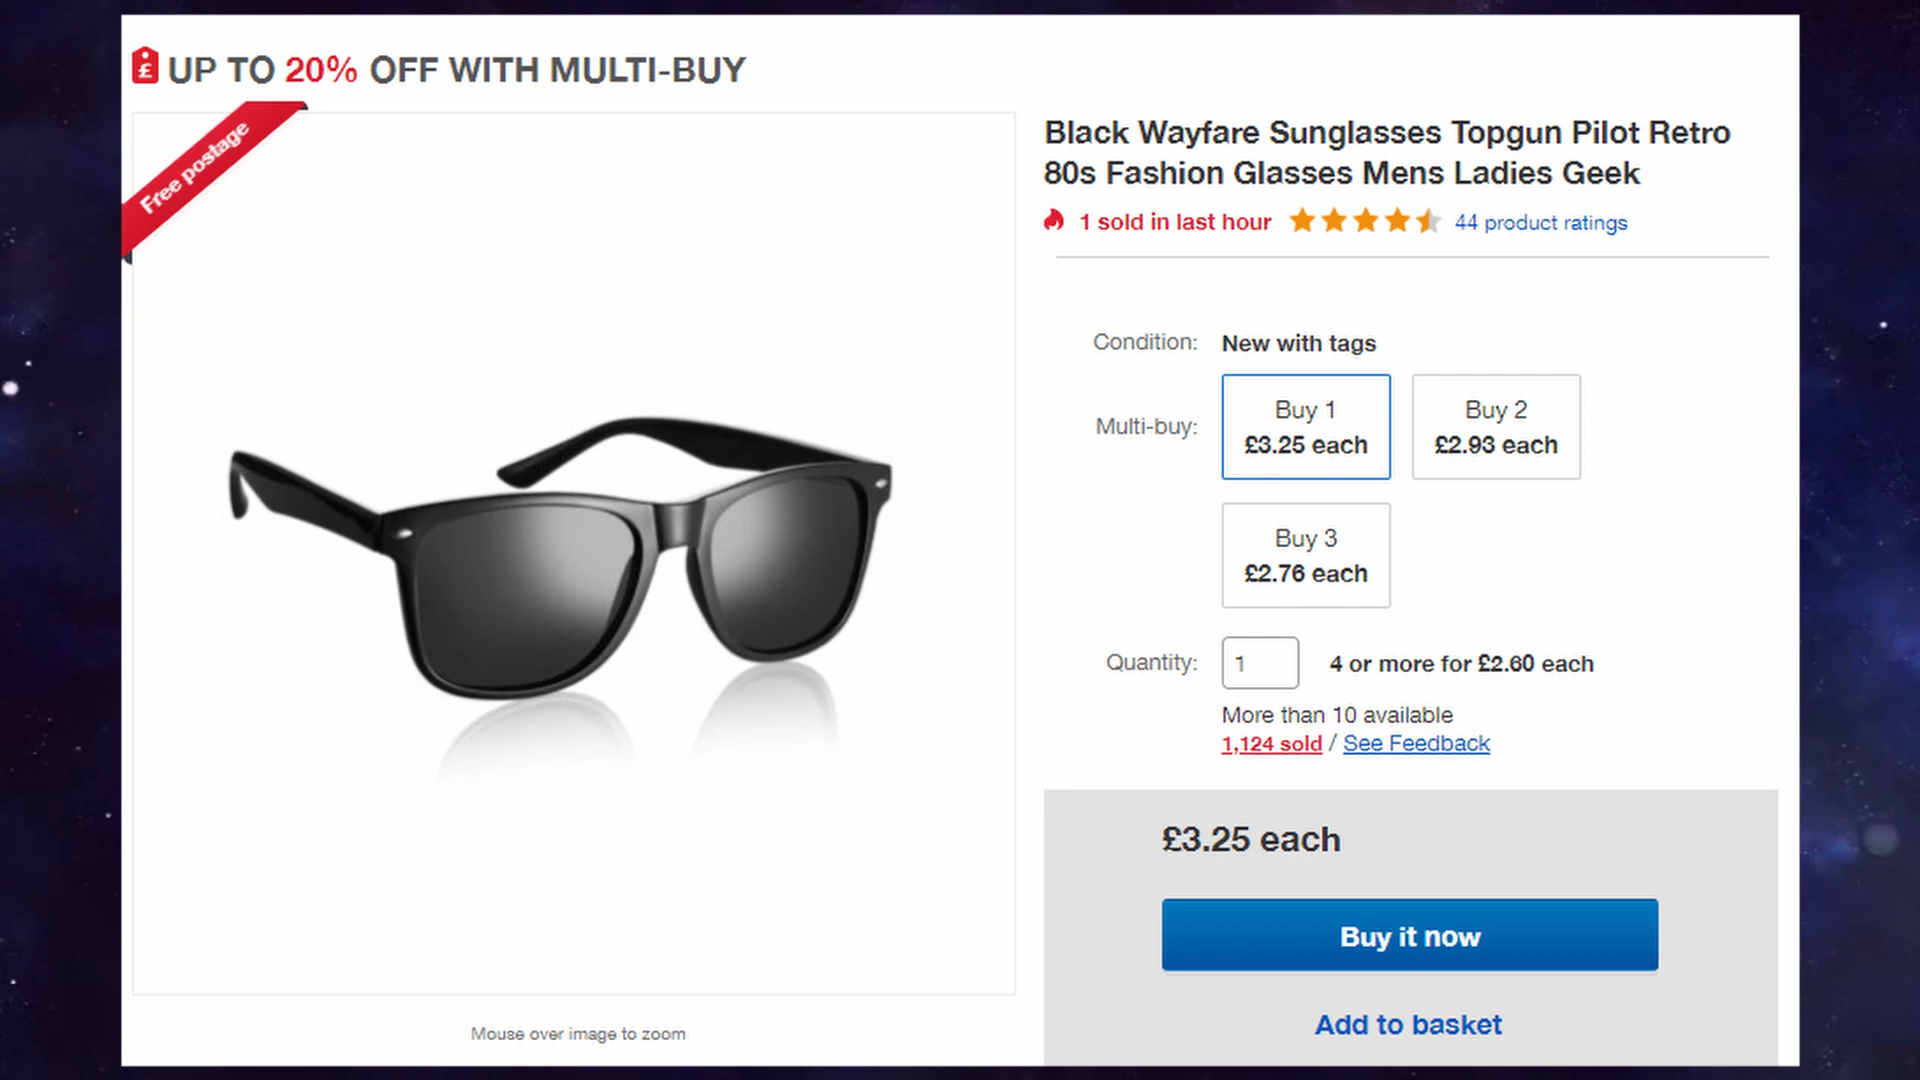 UP TO 20% OFF WITH MULTI-BUY
Free postage
Black Wayfare Sunglasses Topgun Pilot Retro
80s Fashion Glasses Mens Ladies Geek
1 sold in last hour 44 product ratings
Condition: New with tags
Multi-buy:
Buy 1
£3.25 each
Buy 2
£2.93 each
Buy 3
£2.76 each
Quantity: 1 4 or more for £2.60 each
More than 10 available
1,124 sold / See Feedback
£3.25 each
Buy it now
Add to basket
Mouse over image to zoom